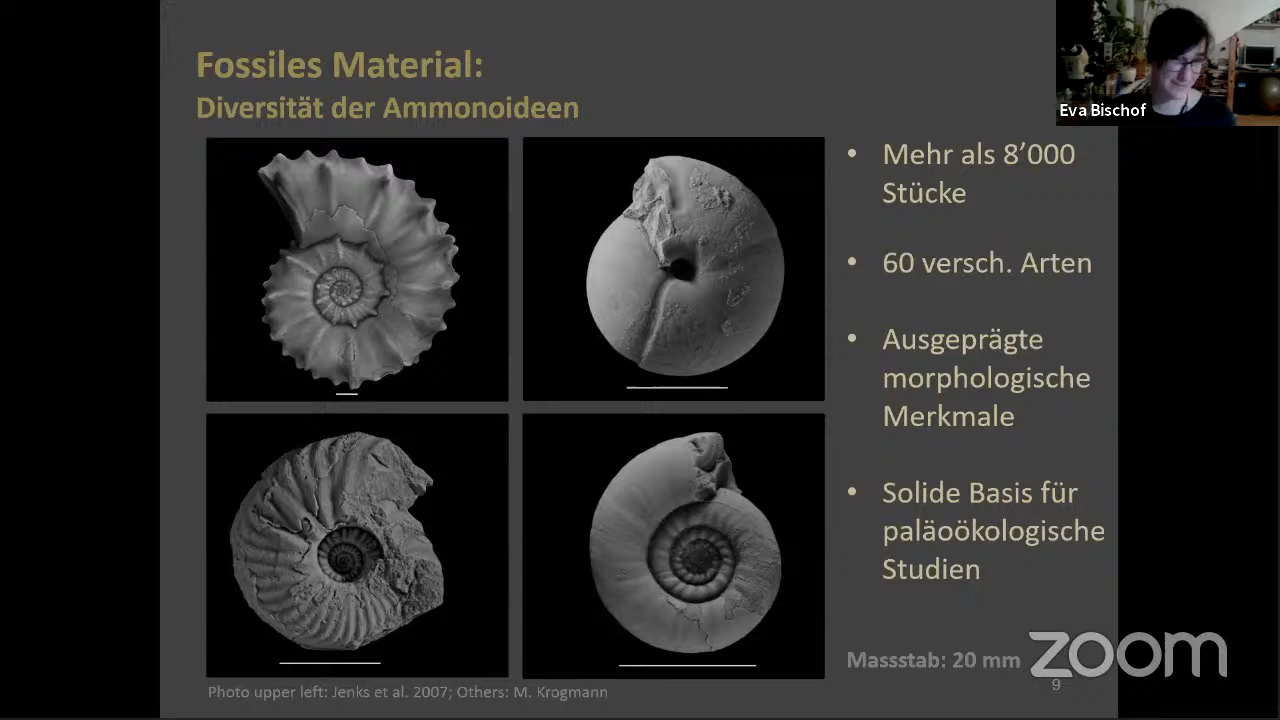 Fossiles Material:
Diversität der Ammonoideen
Eva Bischof
• Mehr als 8’000
Stücke
• 60 versch. Arten
• Ausgeprägte
morphologische
Merkmale
• Solide Basis für
paläoökologische
Studien
Massstab: 20 mm
zoom
9
Photo upper left: Jenks et al. 2007; Others: M. Krogmann